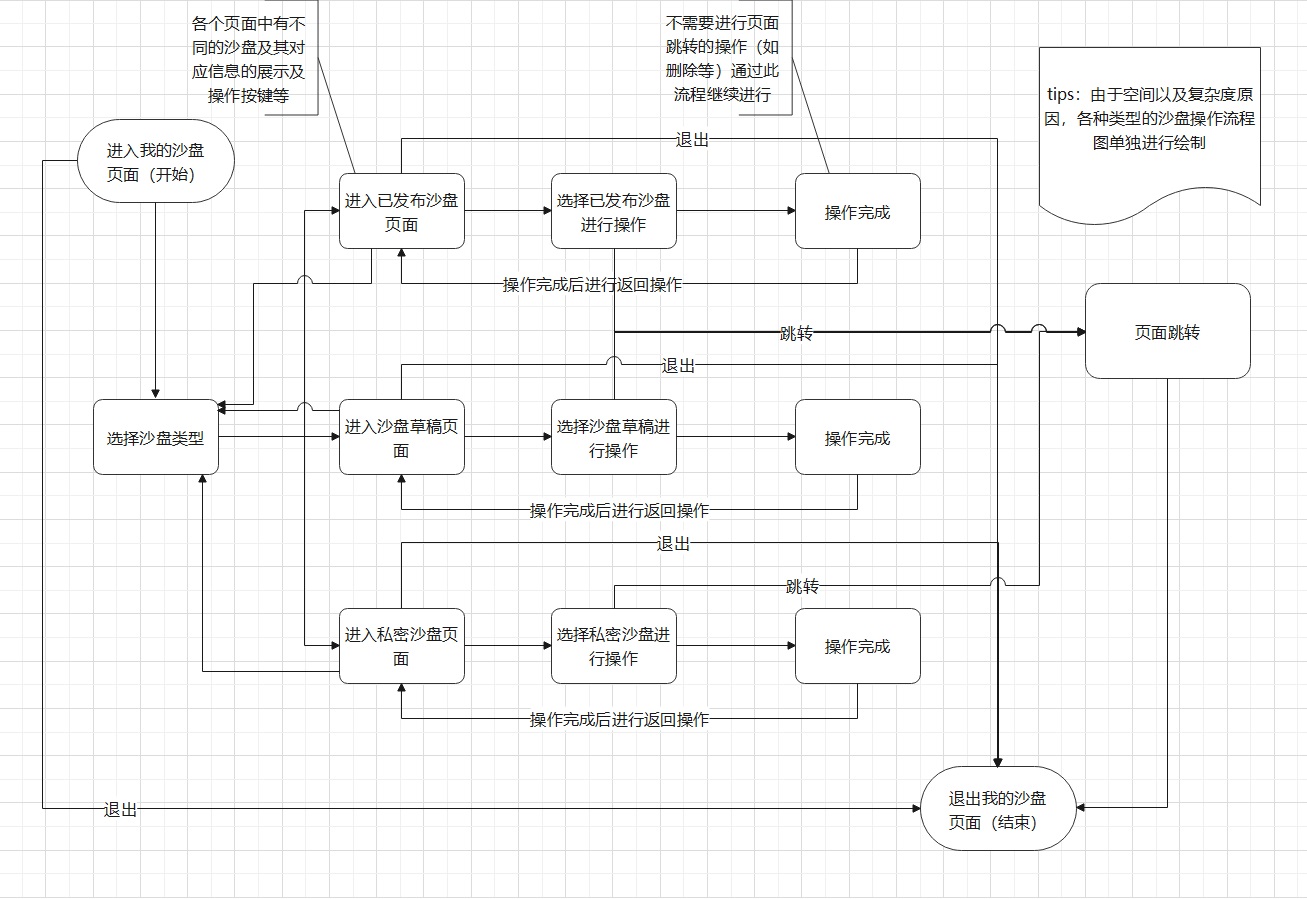 各个页面中有不
同的沙盘及其对
应信息的展示及
操作按键等
不需要进行页面
跳转的操作（如
删除等）通过此
流程继续进行
tips：由于空间以及复杂度原
因，各种类型的沙盘操作流程
图单独进行绘制
进入我的沙盘
页面（开始）
退出
进入已发布沙盘
页面
选择已发布沙盘
进行操作
操作完成
操作完成后进行返回操作
跳转
页面跳转
退出
选择沙盘类型
进入沙盘草稿页
面
选择沙盘草稿进
行操作
操作完成
操作完成后进行返回操作
退出
跳转
进入私密沙盘页
面
选择私密沙盘进
行操作
操作完成
操作完成后进行返回操作
退出
退出我的沙盘
页面（结束）